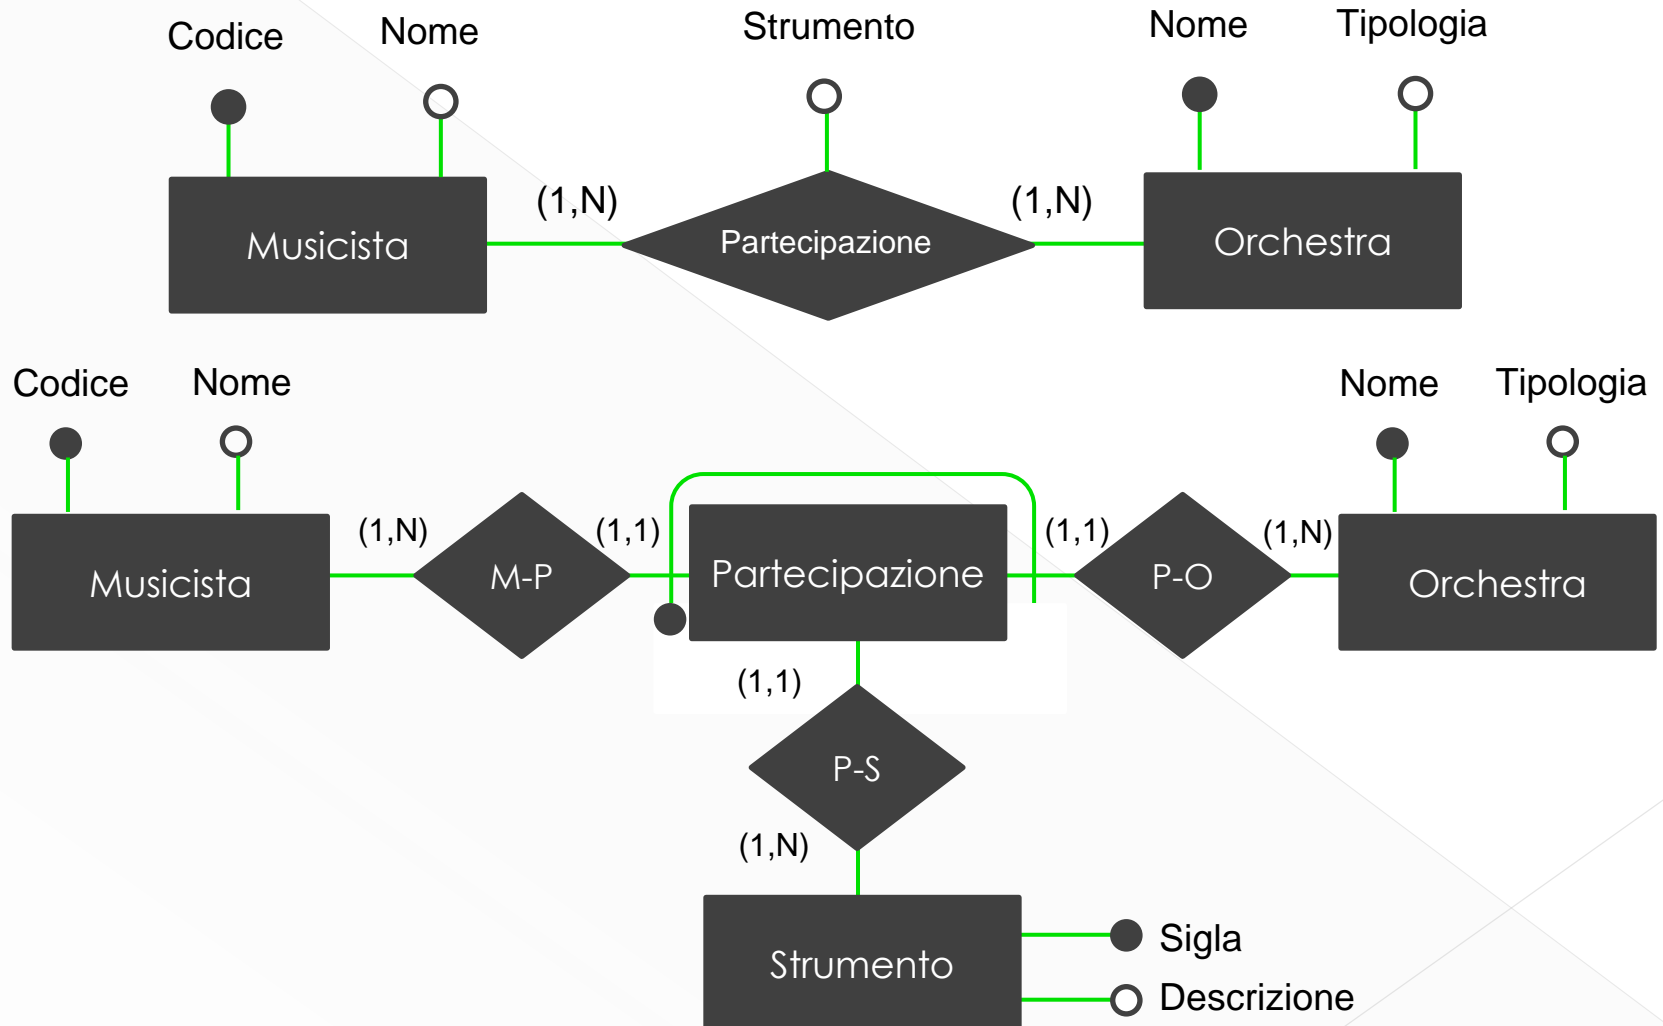 Codice Nome Strumento Nome Tipologia
(1,N) (1,N)
Musicista Partecipazione Orchestra
Codice Nome Nome Tipologia
(1,N) (1,1) (1,1) (1,N)
Musicista M-P Partecipazione P-O Orchestra
(1,1)
P-S
(1,N)
Sigla
Strumento
Descrizione